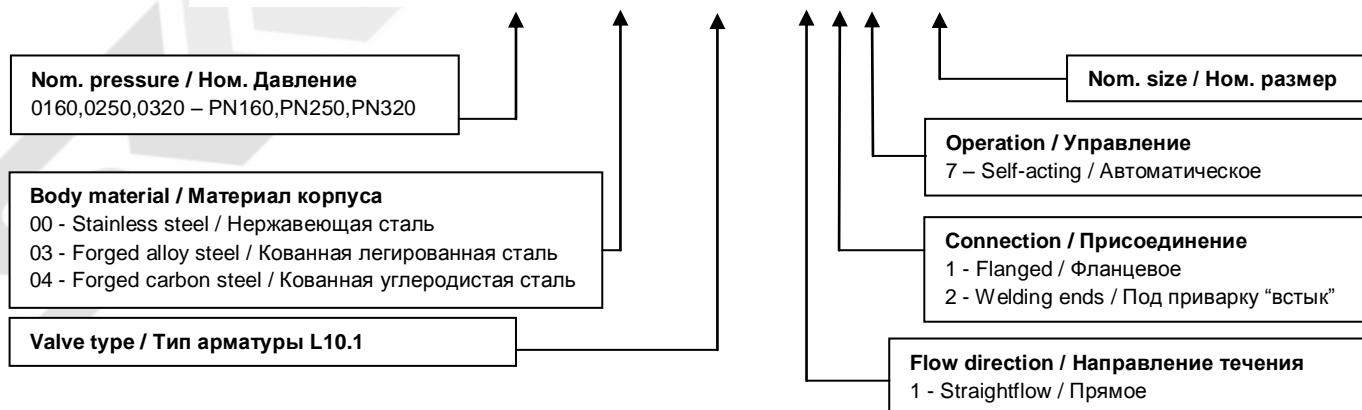 Nom. pressure / Ном. Давление
0160,0250,0320 – PN160,PN250,PN320
Body material / Материал корпуса
00 - Stainless steel / Нержавеющая сталь
03 - Forged alloy steel / Кованная легированная сталь
04 - Forged carbon steel / Кованная углеродистая сталь
Valve type / Тип арматуры L10.1
Nom. size / Ном. размер
Operation / Управление
7 – Self-acting / Автоматическое
Connection / Присоединение
1 - Flanged / Фланцевое
2 - Welding ends / Под приварку “встык”
Flow direction / Направление течения
1 - Straightflow / Прямое